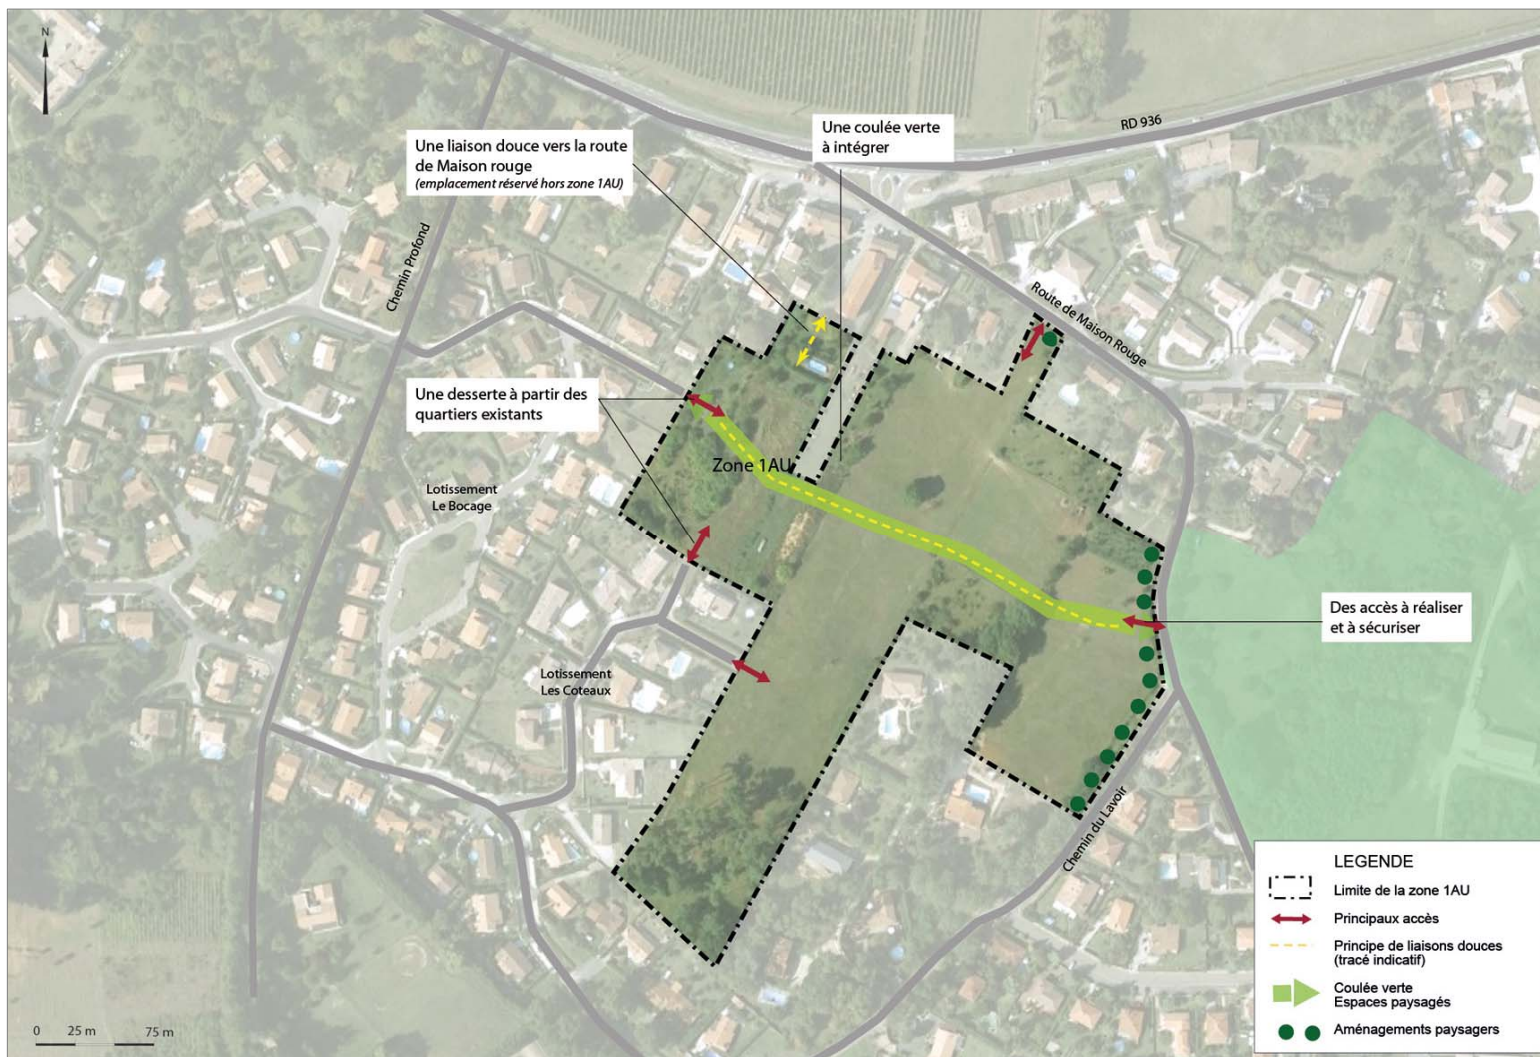 N
RD 936
Une coulée verte
à intégrer
Une liaison douce vers la route
de Maison rouge
(emplacement réservé hors zone 1AU)
Chemin Profond
Route de Maison Rouge
Une desserte à partir des
quartiers existants
Zone 1AU
Lotissement
Le Bocage
Des accès à réaliser
et à sécuriser
Lotissement
Les Coteaux
Chemin du Lavoir
LEGENDE
Limite de la zone 1AU
Principaux accès
Principe de liaisons douces
(tracé indicatif)
Coulée verte
Espaces paysagés
Aménagements paysagers
0 25 m 75 m